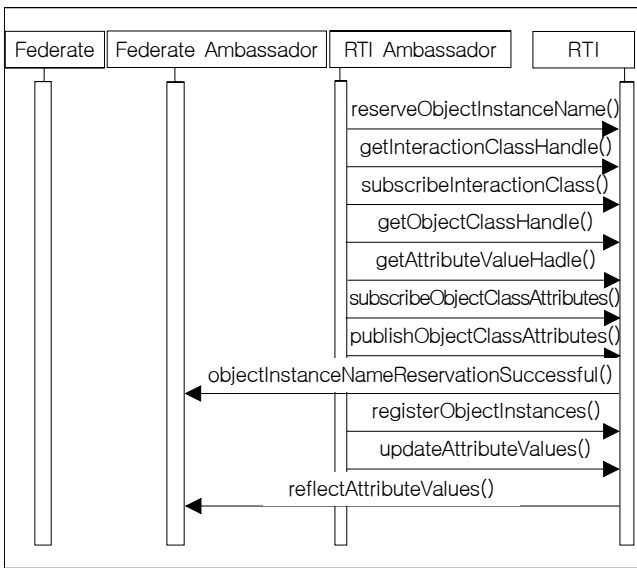 Federate
Federate Ambassador
RTI Ambassador
RTI
reserveObjectInstanceName()
getInteractionClassHandle()
subscribeInteractionClass()
getObjectClassHandle()
getAttributeValueHadle()
subscribeObjectClassAttributes()
publishObjectClassAttributes()
objectInstanceNameReservationSuccessful()
registerObjectInstances()
updateAttributeValues()
reflectAttributeValues()